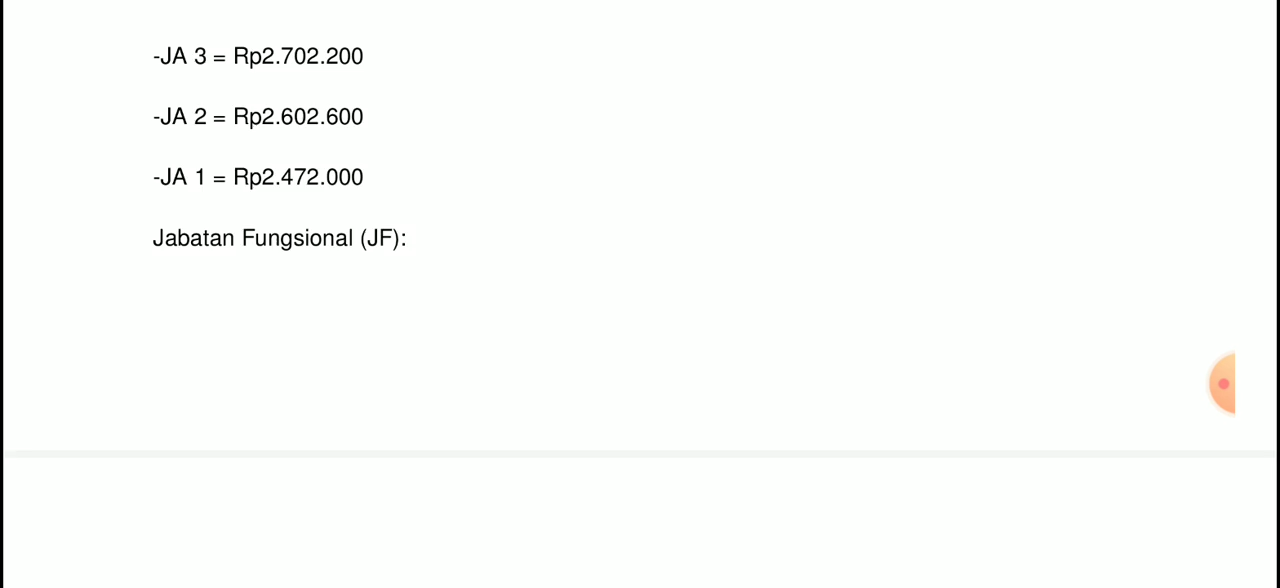 -JA 3 = Rp2.702.200
-JA 2 = Rp2.602.600
-JA 1 = Rp2.472.000
Jabatan Fungsional (JF):